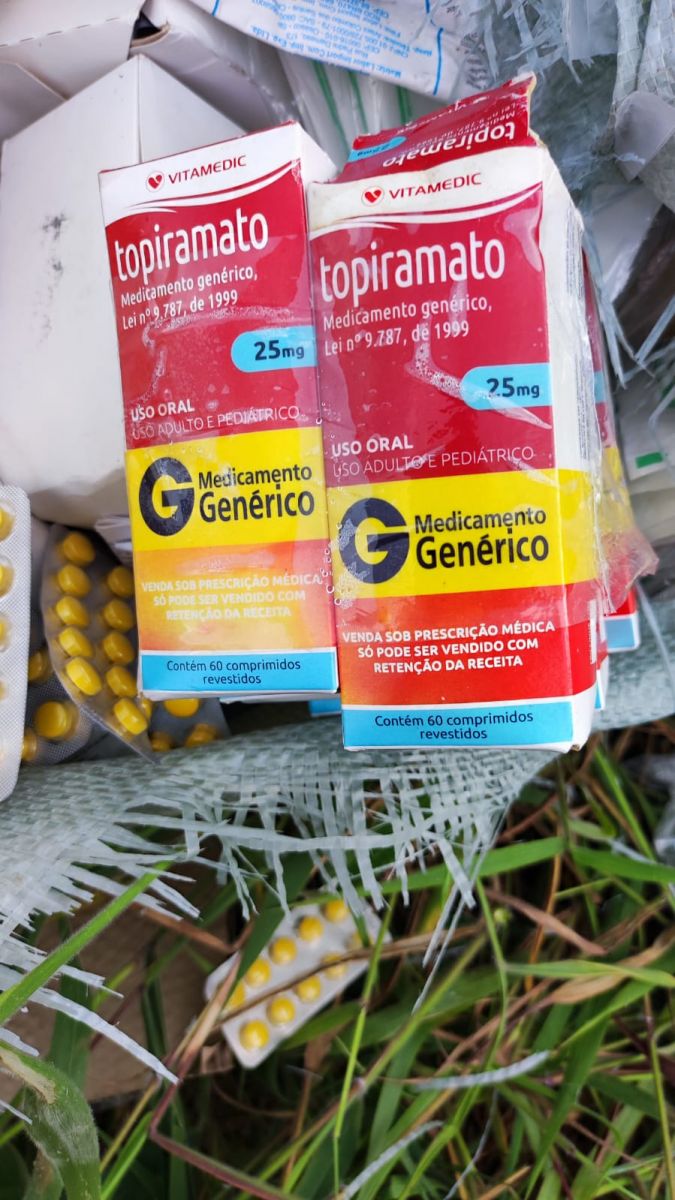 VITAMEDIC
topiramato
Medicamento genérico,
Lei nº 9.787, de 1999
25mg
USO ORAL
USO ADULTO E PEDIÁTRICO
G Medicamento
Genérico
VENDA SOB PRESCRIÇÃO MÉDICA
SÓ PODE SER VENDIDO COM
RETENÇÃO DA RECEITA
Contém 60 comprimidos
revestidos
topiramato
25mg
VITAMEDIC
topiramato
Medicamento genérico,
Lei nº 9.787, de 1999
25mg
USO ORAL
USO ADULTO E PEDIÁTRICO
G Medicamento
Genérico
VENDA SOB PRESCRIÇÃO MÉDICA
SÓ PODE SER VENDIDO COM
RETENÇÃO DA RECEITA
Contém 60 comprimidos
revestidos